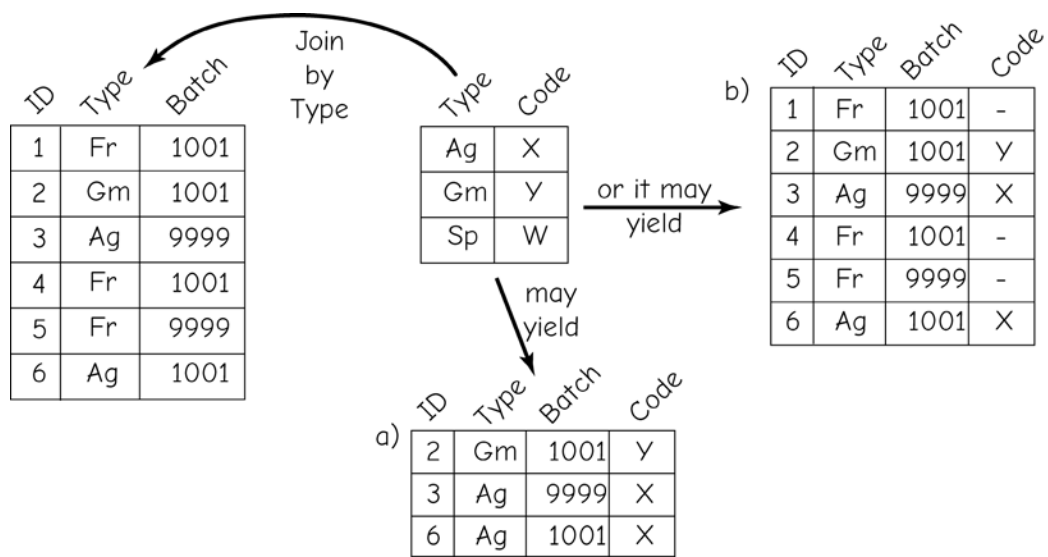 Join
by
Type
ID Type Batch
1 Fr 1001
2 Gm 1001
3 Ag 9999
4 Fr 1001
5 Fr 9999
6 Ag 1001
Type Code
Ag X
Gm Y
Sp W
or it may
yield
b)
ID Type Batch Code
1 Fr 1001 -
2 Gm 1001 Y
3 Ag 9999 X
4 Fr 1001 -
5 Fr 9999 -
6 Ag 1001 X
may
yield
a)
ID Type Batch Code
2 Gm 1001 Y
3 Ag 9999 X
6 Ag 1001 X